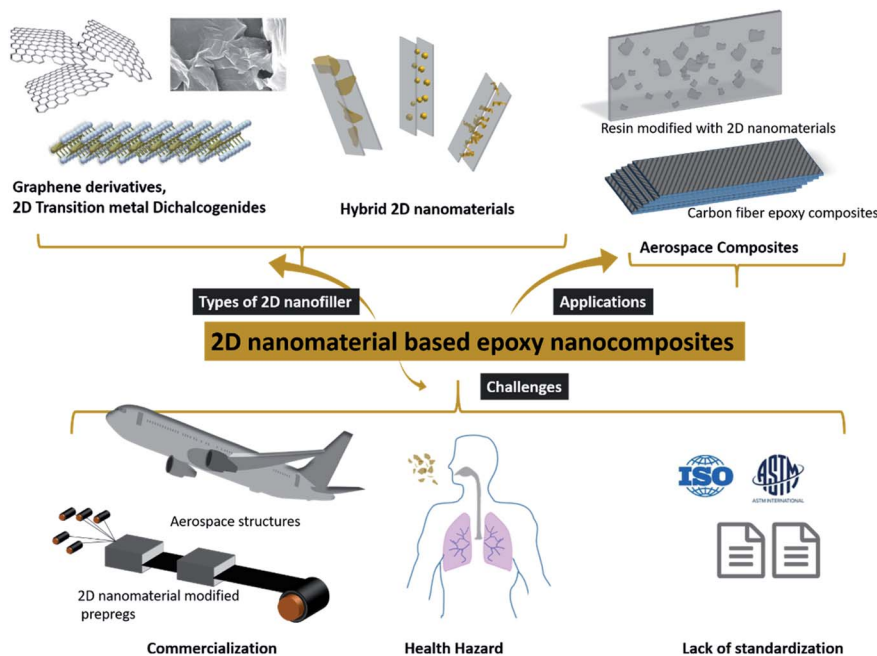 Graphene derivatives,
2D Transition metal Dichalcogenides
Hybrid 2D nanomaterials
Resin modified with 2D nanomaterials
Carbon fiber epoxy composites
Aerospace Composites
Types of 2D nanofiller
Applications
2D nanomaterial based epoxy nanocomposites
Challenges
Aerospace structures
2D nanomaterial modified
prepregs
ISO
ASTM
ASTM INTERNATIONAL
Commercialization
Health Hazard
Lack of standardization